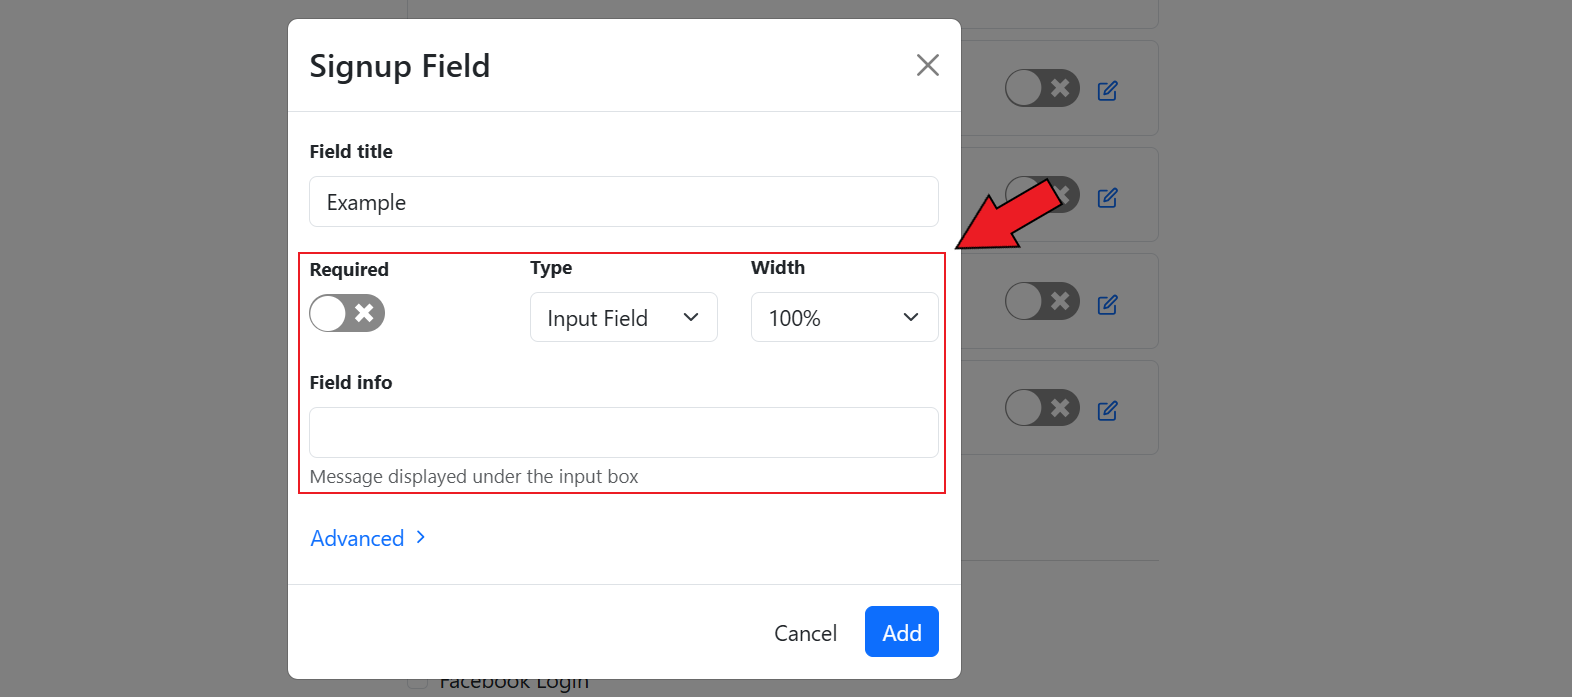 Signup Field
Field title
Example
Required Type Width
Input Field 100%
Field info
Message displayed under the input box
Advanced
Cancel Add
Facebook Login